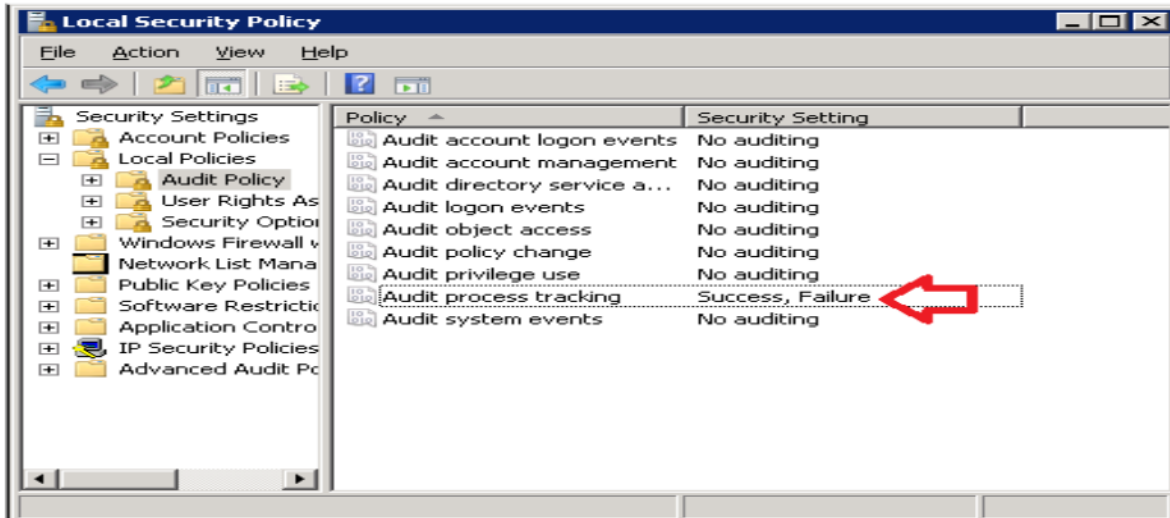 Local Security Policy
File Action View Help
Security Settings
Account Policies
Local Policies
Audit Policy
User Rights As
Security Option
Windows Firewall w
Network List Mana
Public Key Policies
Software Restrictio
Application Contro
IP Security Policies
Advanced Audit Po
Policy Security Setting
Audit account logon events No auditing
Audit account management No auditing
Audit directory service a... No auditing
Audit logon events No auditing
Audit object access No auditing
Audit policy change No auditing
Audit privilege use No auditing
Audit process tracking Success, Failure
Audit system events No auditing